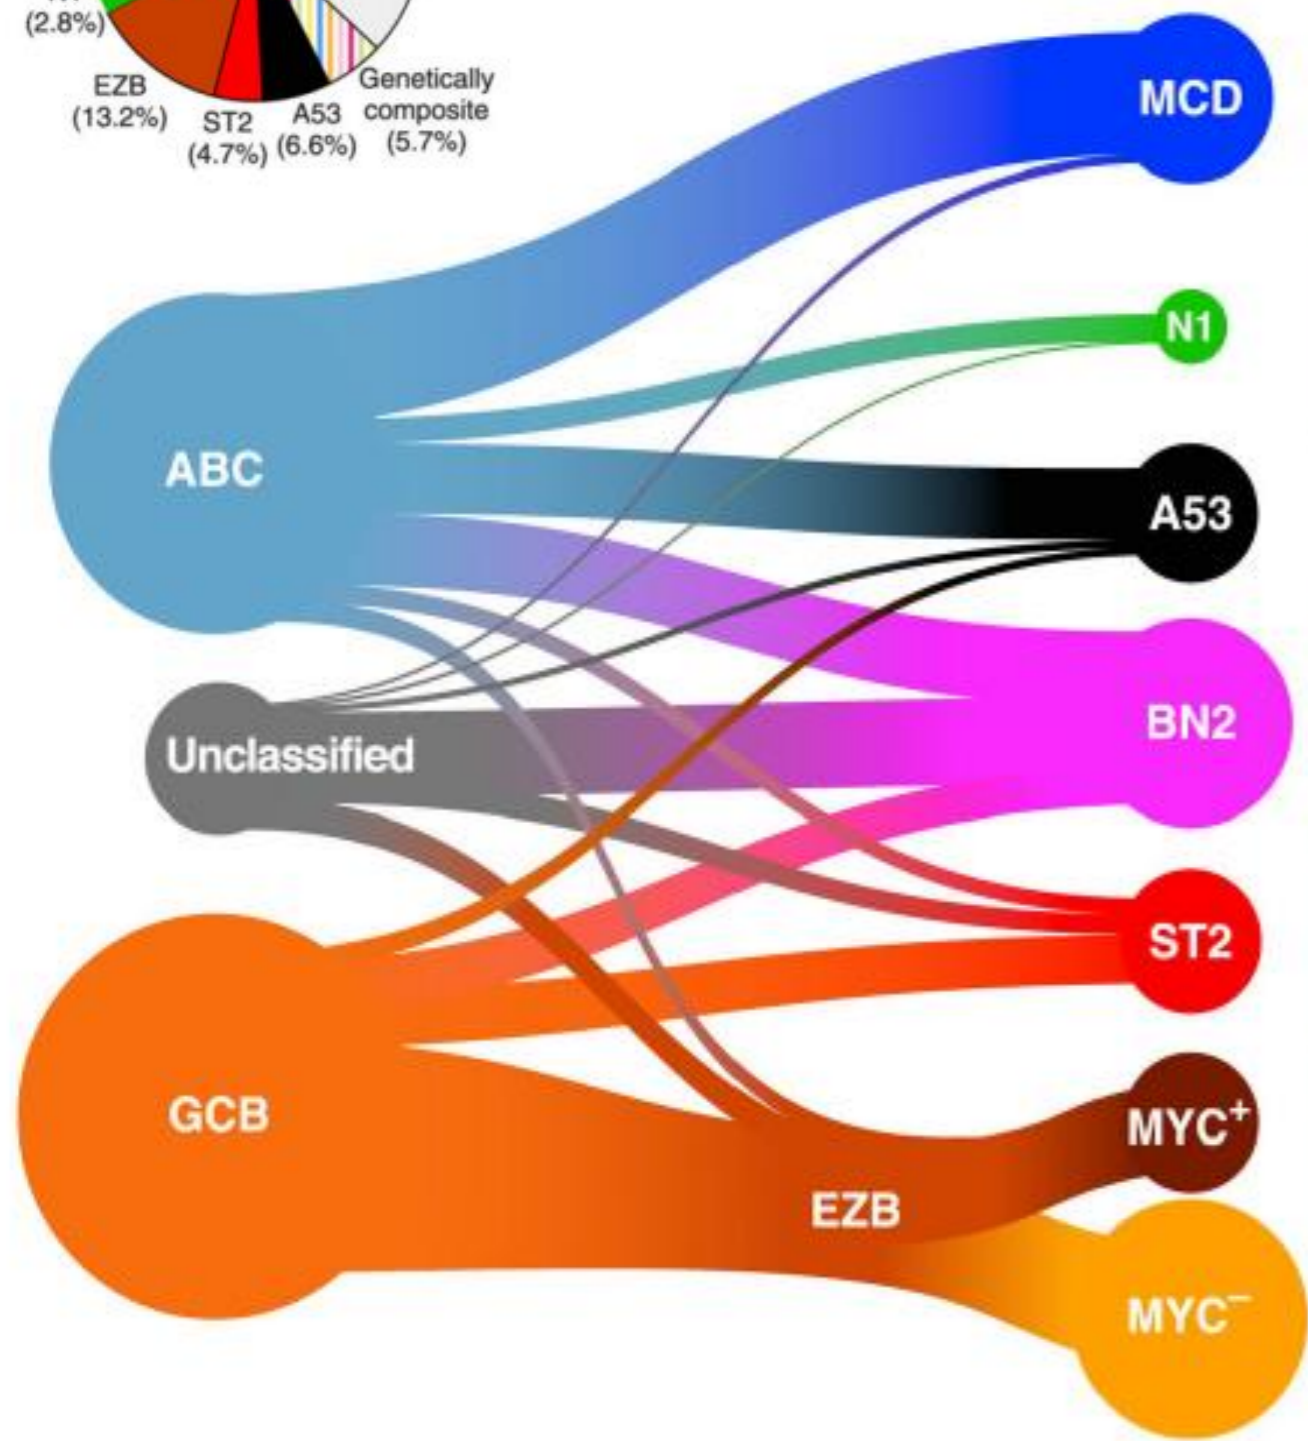 (2.8%)
EZB
(13.2%)
ST2
(4.7%)
A53
(6.6%)
Genetically
composite
(5.7%)
MCD
N1
ABC
A53
Unclassified
BN2
ST2
GCB
MYC⁺
EZB
MYC⁻